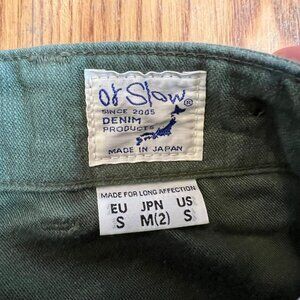 or Slow®
SINCE 2005
DENIM
PRODUCTS
MADE IN JAPAN
MADE FOR LONG AFFECTION
EU JPN US
S M(2) S